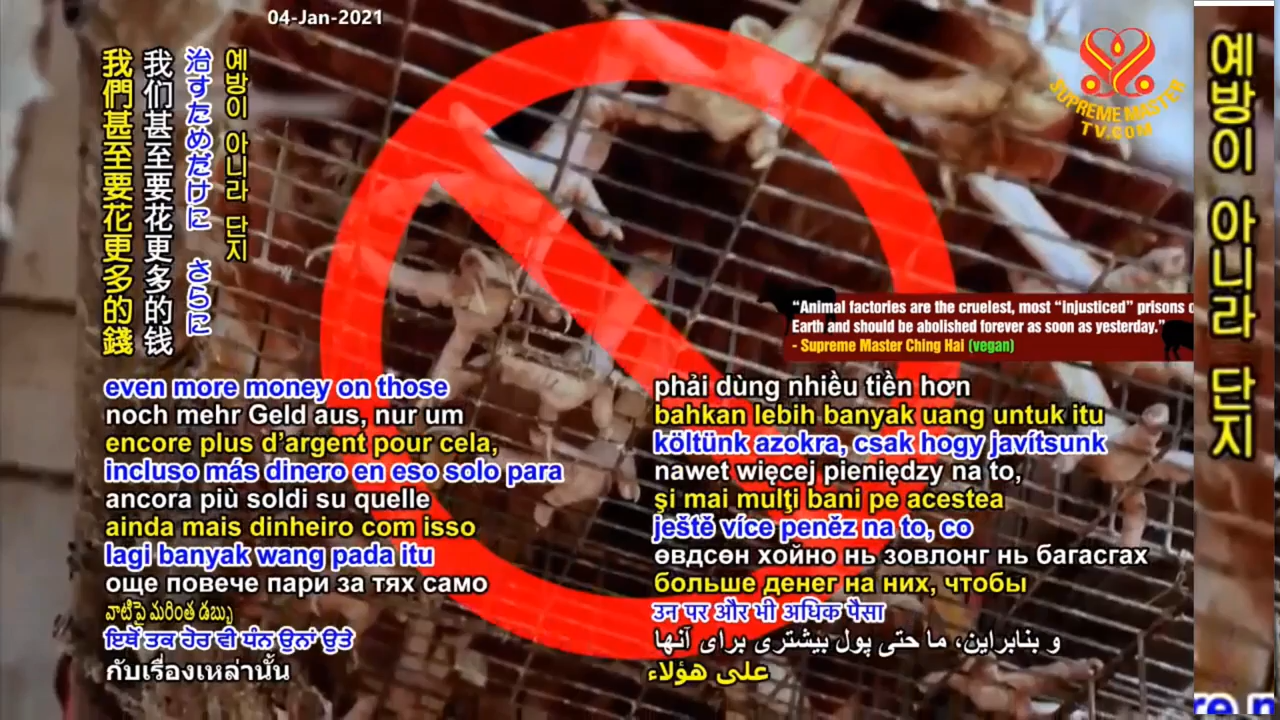 04-Jan-2021
SUPREME MASTER
TV.COM
예방이 아니라 단지
治すためだけに さらに
我们甚至要花更多的钱
我們甚至要花更多的錢
“Animal factories are the cruelest, most “injusticed” prisons
Earth and should be abolished forever as soon as yesterday.”
- Supreme Master Ching Hai (vegan)
even more money on those
noch mehr Geld aus, nur um
encore plus d’argent pour cela,
incluso más dinero en eso solo para
ancora più soldi su quelle
ainda mais dinheiro com isso
lagi banyak wang pada itu
още повече пари за тях само
వాటిపై మరింత డబ్బు
ਇਥੋਂ ਤਕ ਹੋਰ ਵੀ ਧੰਨ ਉਨਾਂ ਉਤੇ
กับเรื่องเหล่านั้น
phải dùng nhiều tiền hơn
bahkan lebih banyak uang untuk itu
költünk azokra, csak hogy javítsunk
nawet więcej pieniędzy na to,
şi mai mulţi bani pe acestea
ještě více peněz na to, co
өвдсөн хойно нь зовлонг нь багасгах
больше денег на них, чтобы
उन पर और भी अधिक पैसा
و بنابراین، ما حتی پول بیشتری برای آنها
على هؤلاء
예방이 아니라 단지